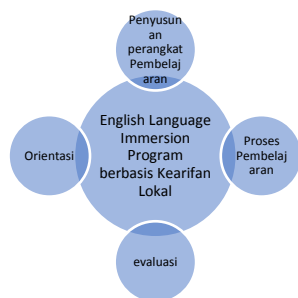 Penyusun
an perangkat
Pembelaj
aran
English Language
Immersion
Program
berbasis Kearifan
Lokal
Orientasi
Proses
Pembelaj
aran
evaluasi